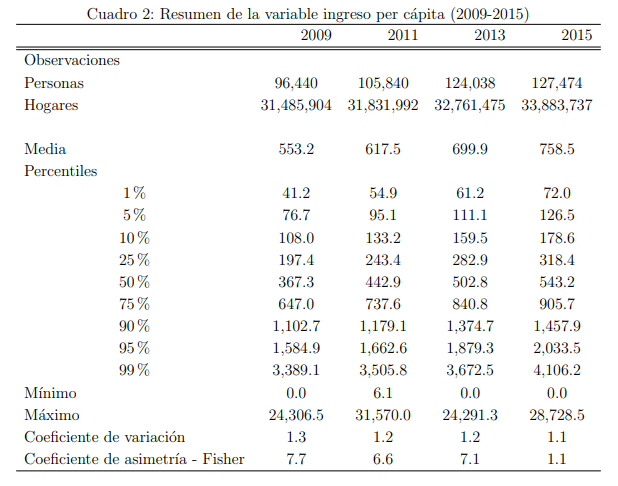 Cuadro 2: Resumen de la variable ingreso per cápita (2009-2015)
2009 2011 2013 2015
Observaciones
Personas 96,440 105,840 124,038 127,474
Hogares 31,485,904 31,831,992 32,761,475 33,883,737
Media 553.2 617.5 699.9 758.5
Percentiles
1 % 41.2 54.9 61.2 72.0
5 % 76.7 95.1 111.1 126.5
10 % 108.0 133.2 159.5 178.6
25 % 197.4 243.4 282.9 318.4
50 % 367.3 442.9 502.8 543.2
75 % 647.0 737.6 840.8 905.7
90 % 1,102.7 1,179.1 1,374.7 1,457.9
95 % 1,584.9 1,662.6 1,879.3 2,033.5
99 % 3,389.1 3,505.8 3,672.5 4,106.2
Mínimo 0.0 6.1 0.0 0.0
Máximo 24,306.5 31,570.0 24,291.3 28,728.5
Coeficiente de variación 1.3 1.2 1.2 1.1
Coeficiente de asimetría - Fisher 7.7 6.6 7.1 1.1